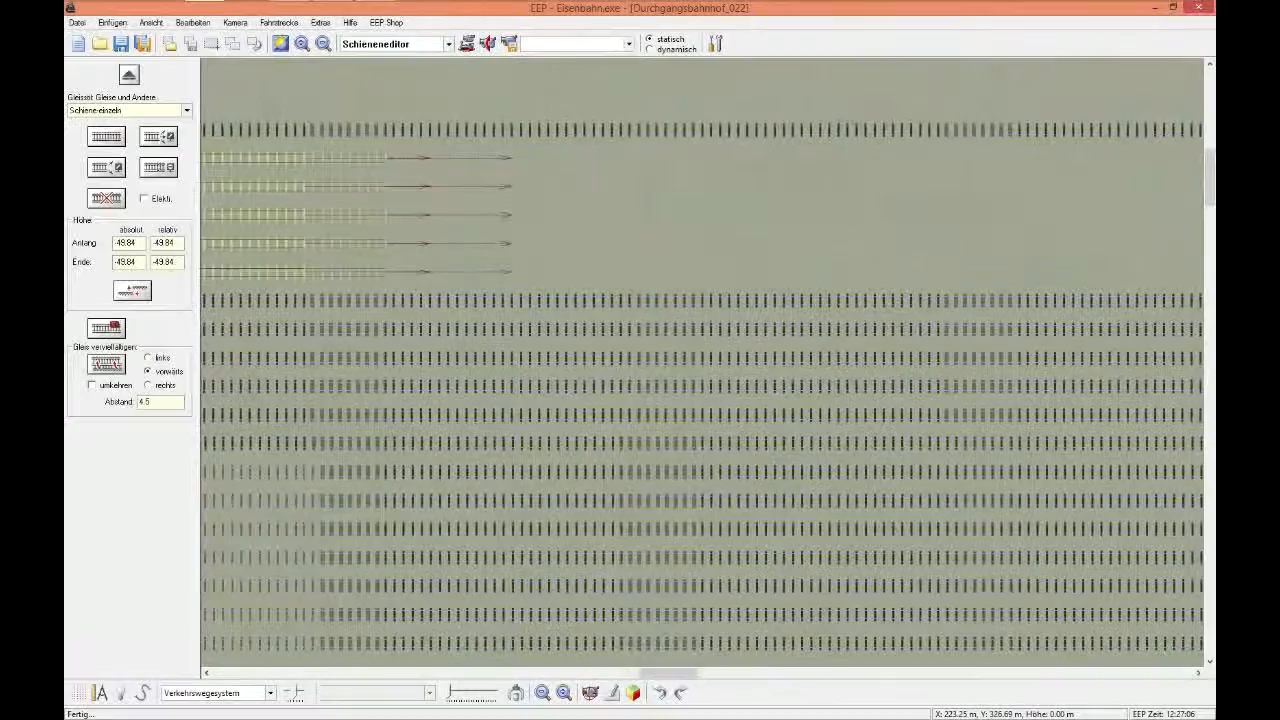 EEP - Eisenbahn.exe - [Durchgangsbahnhof_022]
Datei Einfügen Ansicht Bearbeiten Kamera Fahrstrecke Extras Hilfe EEP Shop
Schieneneditor
statisch
dynamisch
Gleisstil Gleise und Andere
Schiene-einzeln
Elektr.
Höhe:
absolut. relativ
Anfang -49.84 -49.84
Ende: -49.84 -49.84
Gleis vervielfältigen:
links
vorwärts
umkehren rechts
Abstand: 4.5
Verkehrswegesystem
Fertig... X: 223.25 m, Y: 326.69 m, Höhe: 0.00 m EEP Zeit: 12:27:06